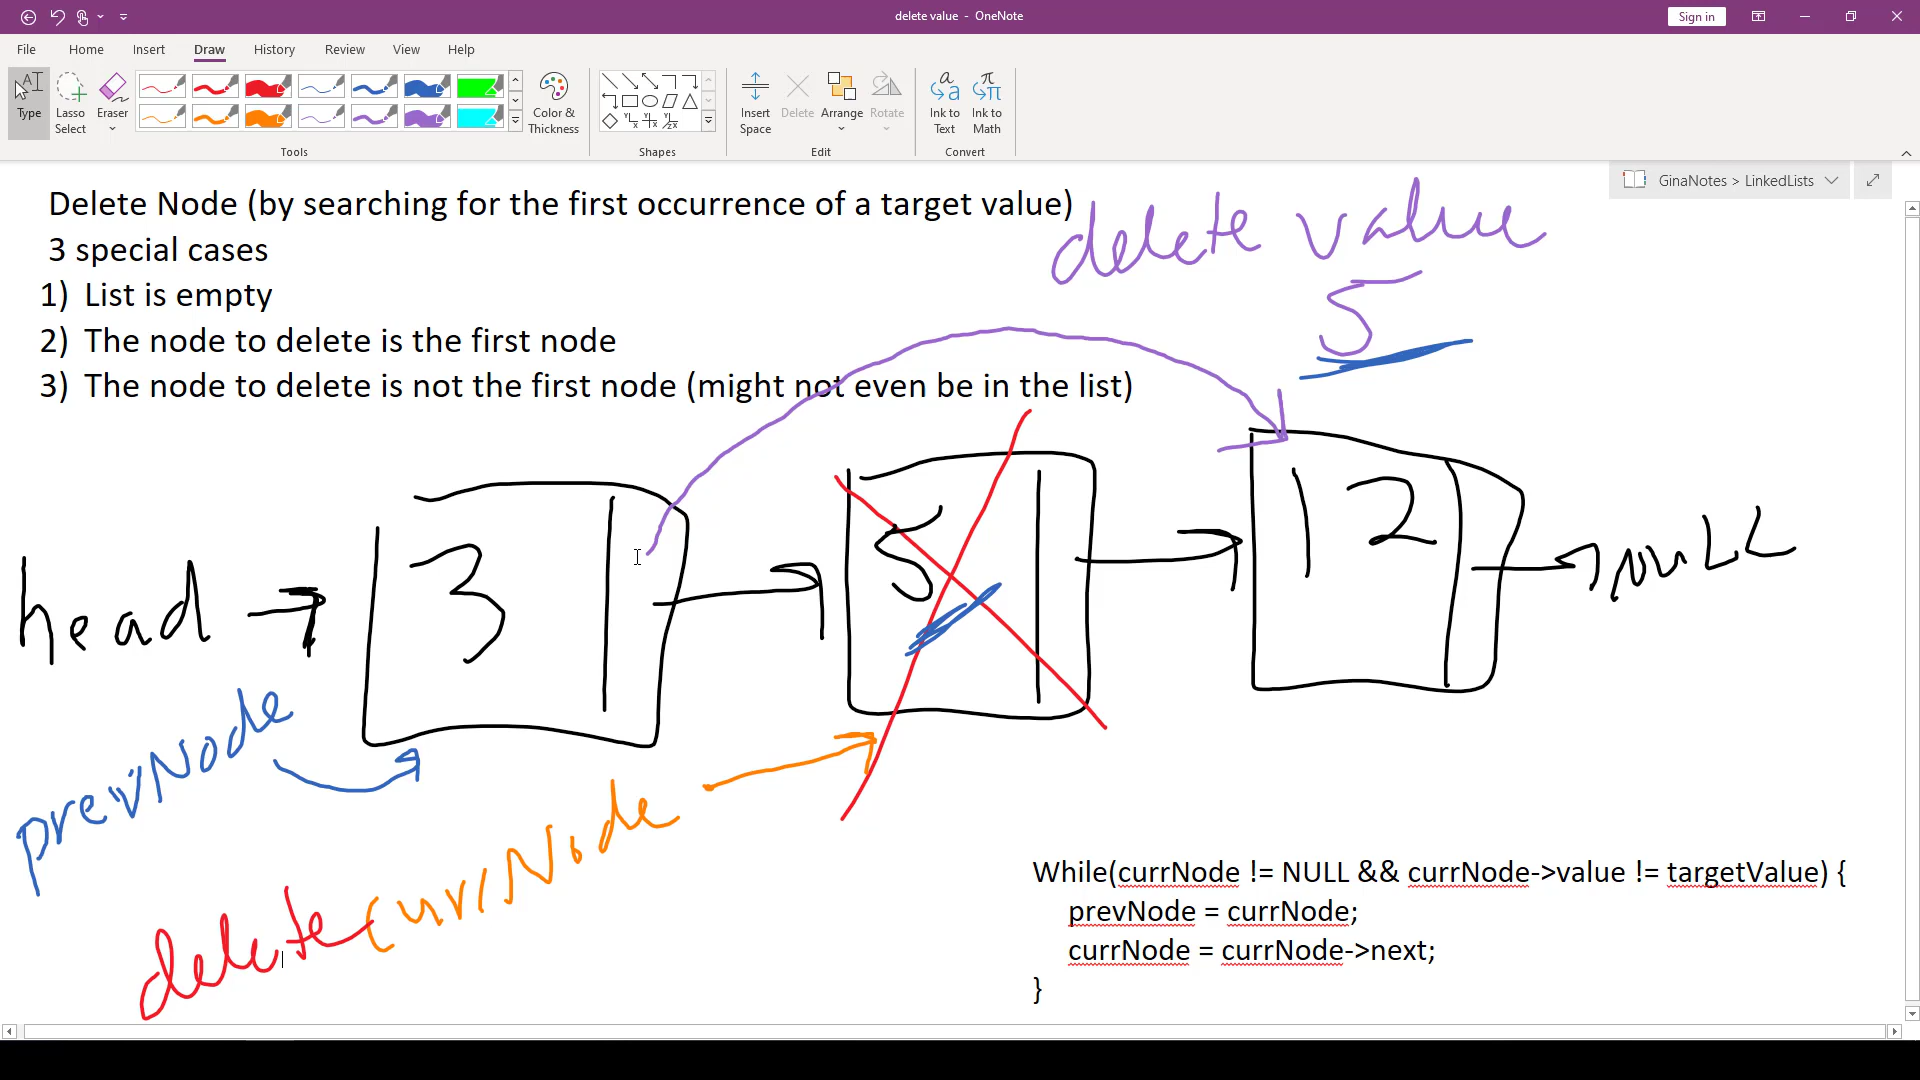 delete value - OneNote
Sign in
File Home Insert Draw History Review View Help
Type
Lasso Select
Eraser
Color & Thickness
Insert Space
Delete
Arrange
Rotate
Ink to Text
Ink to Math
Tools
Shapes
Edit
Convert
GinaNotes > LinkedLists
Delete Node (by searching for the first occurrence of a target value)
3 special cases
1) List is empty
2) The node to delete is the first node
3) The node to delete is not the first node (might not even be in the list)
delete value
5
head
3
5
12
NULL
prevNode
delete currNode
While(currNode != NULL && currNode->value != targetValue) {
prevNode = currNode;
currNode = currNode->next;
}